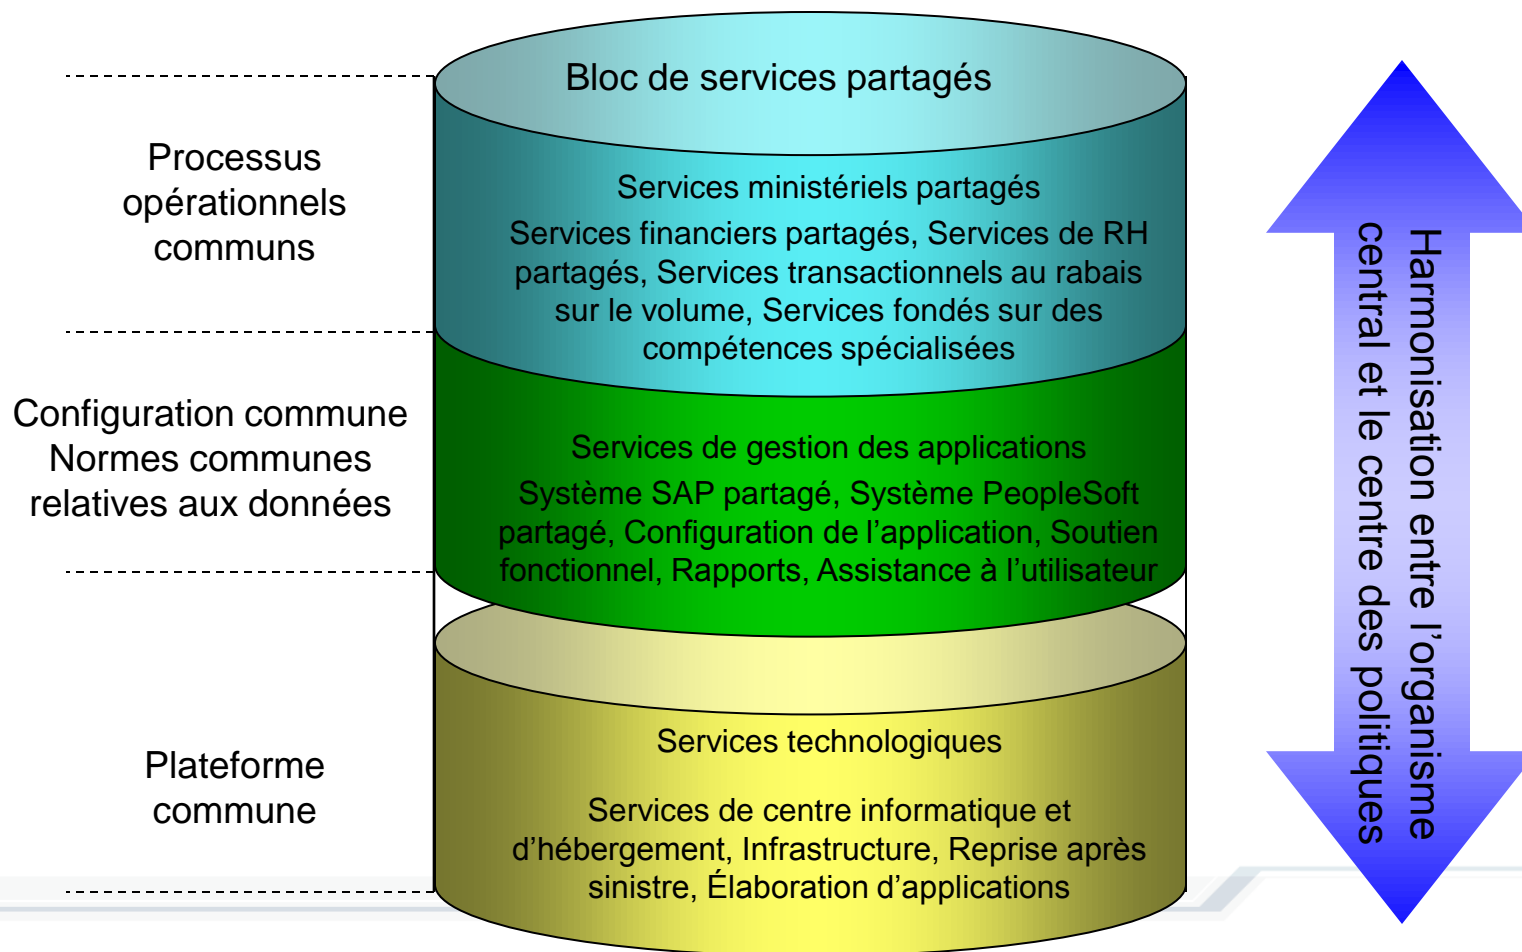 Bloc de services partagés
Processus
opérationnels
communs
Services ministériels partagés
Services financiers partagés, Services de RH
partagés, Services transactionnels au rabais
sur le volume, Services fondés sur des
compétences spécialisées
Configuration commune
Normes communes
relatives aux données
Services de gestion des applications
Système SAP partagé, Système PeopleSoft
partagé, Configuration de l’application, Soutien
fonctionnel, Rapports, Assistance à l’utilisateur
Plateforme
commune
Services technologiques
Services de centre informatique et
d’hébergement, Infrastructure, Reprise après
sinistre, Élaboration d’applications
Harmonisation entre l’organisme
central et le centre des politiques